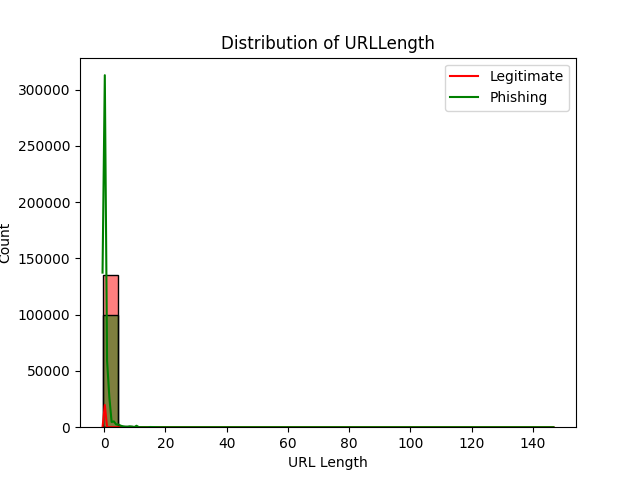 Distribution of URLLength
Legitimate
Phishing
300000
250000
200000
150000
100000
50000
0
Count
0 20 40 60 80 100 120 140
URL Length